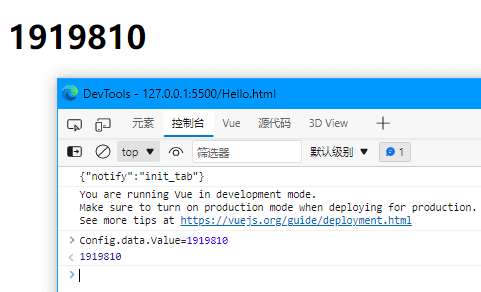 1919810
DevTools - 127.0.0.1:5500/Hello.html
元素 控制台 Vue 源代码 3D View
top 筛选器 默认级别 1
{"notify":"init_tab"}
You are running Vue in development mode.
Make sure to turn on production mode when deploying for production.
See more tips at https://vuejs.org/guide/deployment.html
Config.data.Value=1919810
1919810